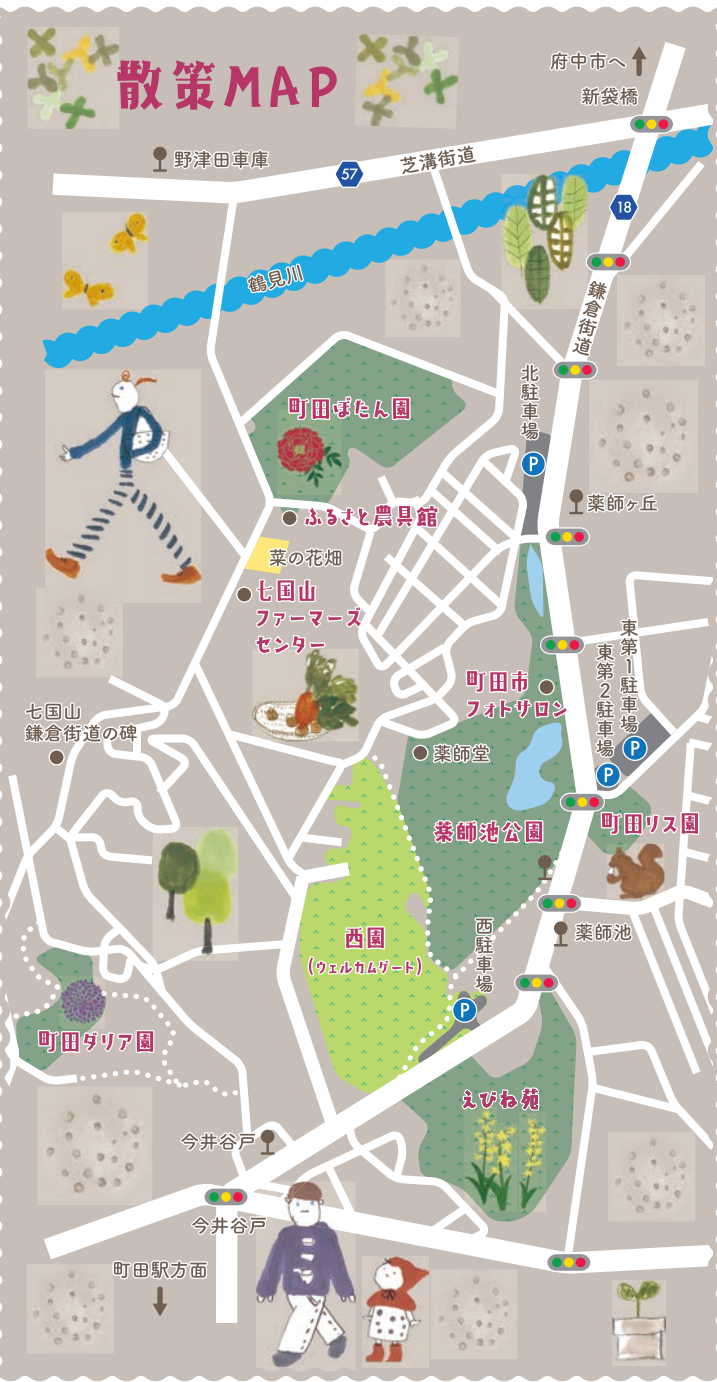 散策MAP
府中市へ
新袋橋
野津田車庫
57
芝溝街道
18
鶴見川
鎌倉街道
北駐車場
P
町田ぼたん園
薬師ヶ丘
ふるさと農具館
菜の花畑
七国山
ファーマーズ
センター
東第1駐車場
東第2駐車場
P
P
町田市
フォトサロン
七国山
鎌倉街道の碑
薬師堂
薬師池公園
町田リス園
西園
(ウェルカムゲート)
西駐車場
P
薬師池
町田ダリア園
えびね苑
今井谷戸
今井谷戸
町田駅方面